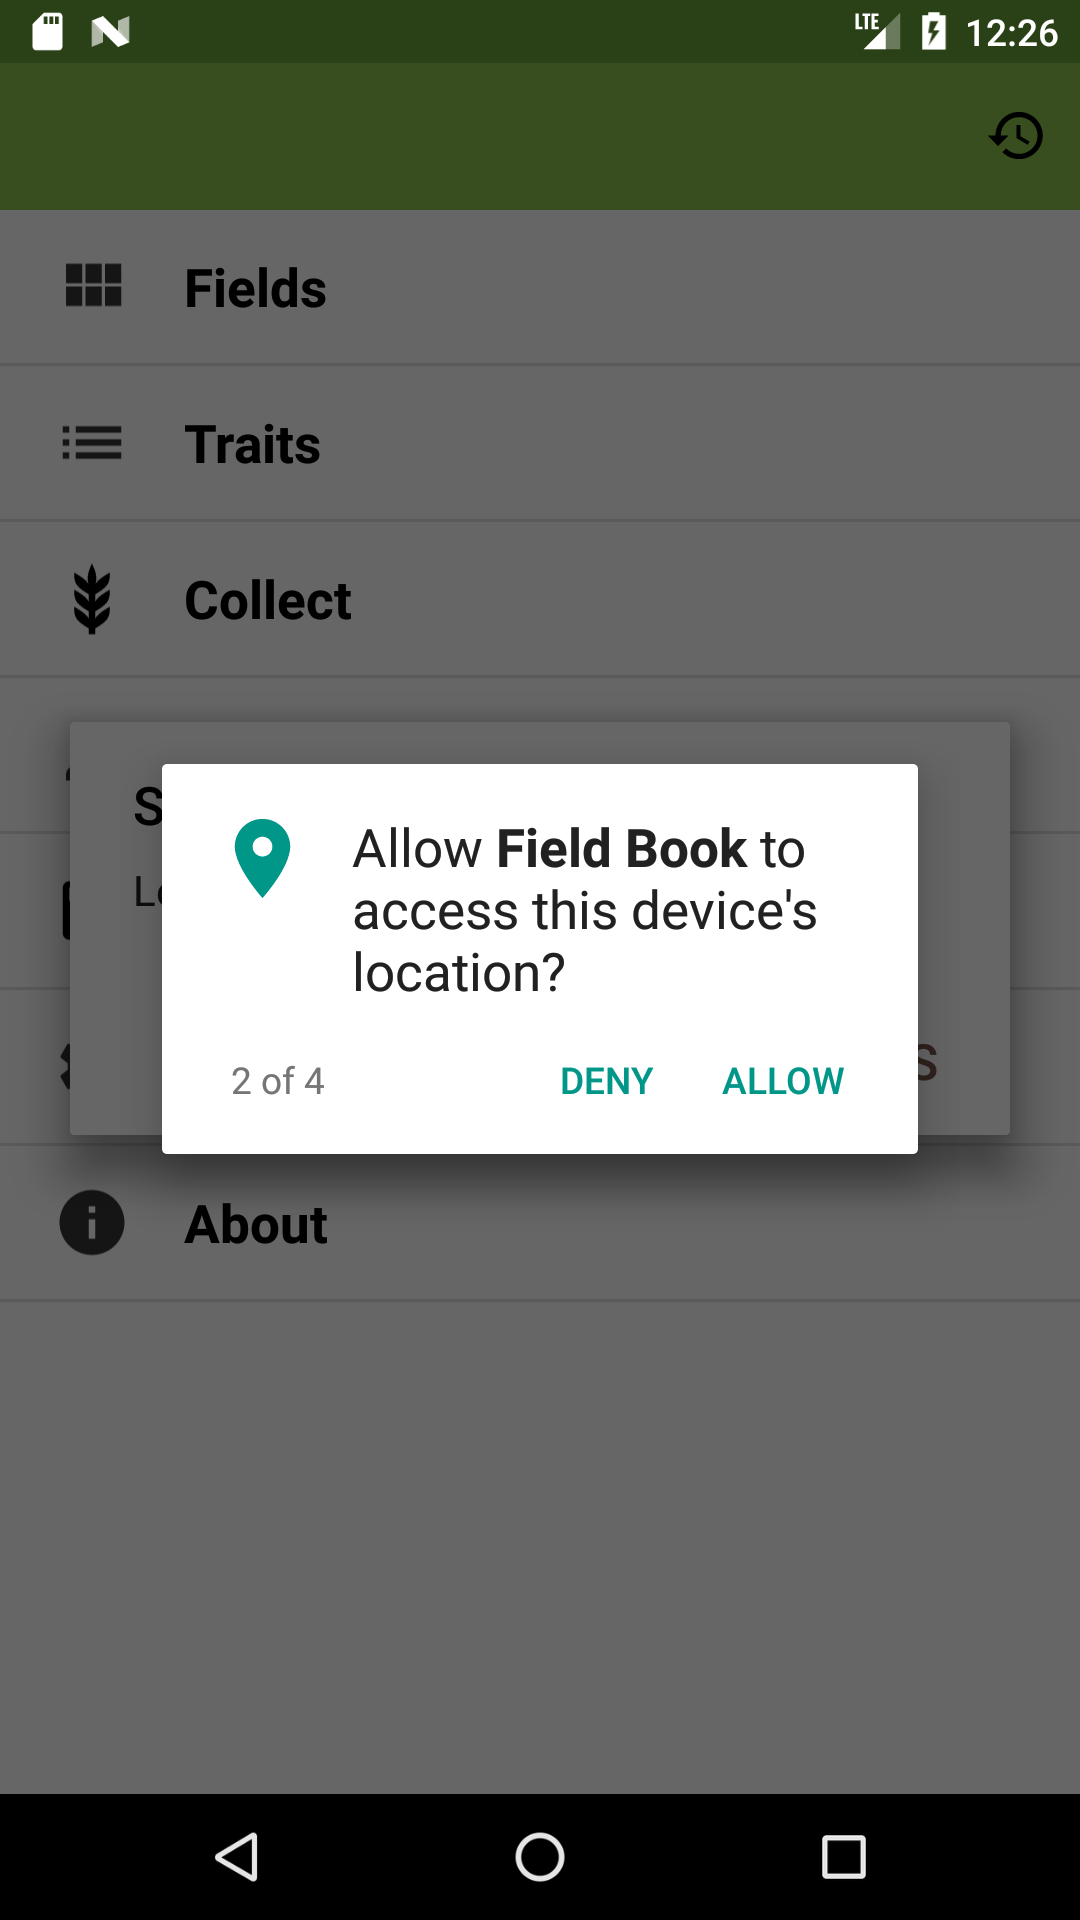 LTE 12:26
Fields
Traits
Collect
Allow Field Book to
access this device's
location?
2 of 4 DENY ALLOW
About